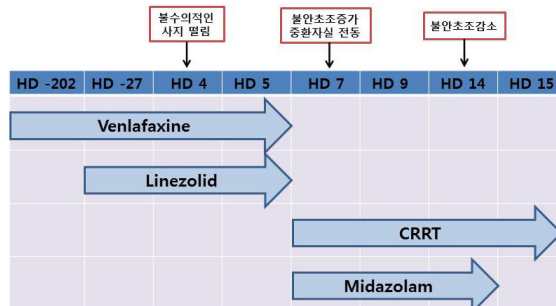 불수의적인
사지 떨림
불안초조증가
중환자실 전동
불안초조감소
HD -202 HD -27 HD 4 HD 5 HD 7 HD 9 HD 14 HD 15
Venlafaxine
Linezolid
CRRT
Midazolam